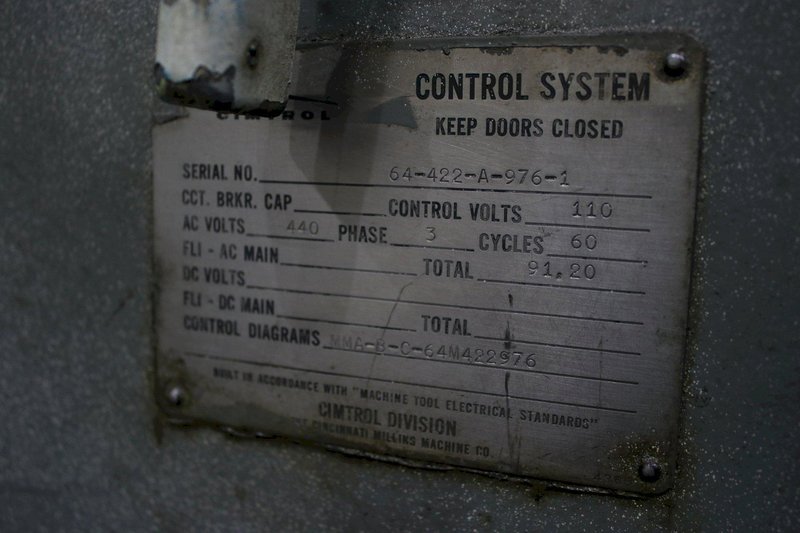 CONTROL SYSTEM
CIMTROL
KEEP DOORS CLOSED
SERIAL NO. 64-422-A-976-1
CCT. BRKR. CAP CONTROL VOLTS 110
AC VOLTS 440 PHASE 3 CYCLES 60
FLI - AC MAIN TOTAL 91.20
DC VOLTS
FLI - DC MAIN TOTAL
CONTROL DIAGRAMS MMA-B-C-64M422976
BUILT IN ACCORDANCE WITH "MACHINE TOOL ELECTRICAL STANDARDS"
CIMTROL DIVISION
CINCINNATI MILLING MACHINE CO.